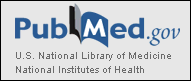 PubMed.gov
U.S. National Library of Medicine
National Institutes of Health